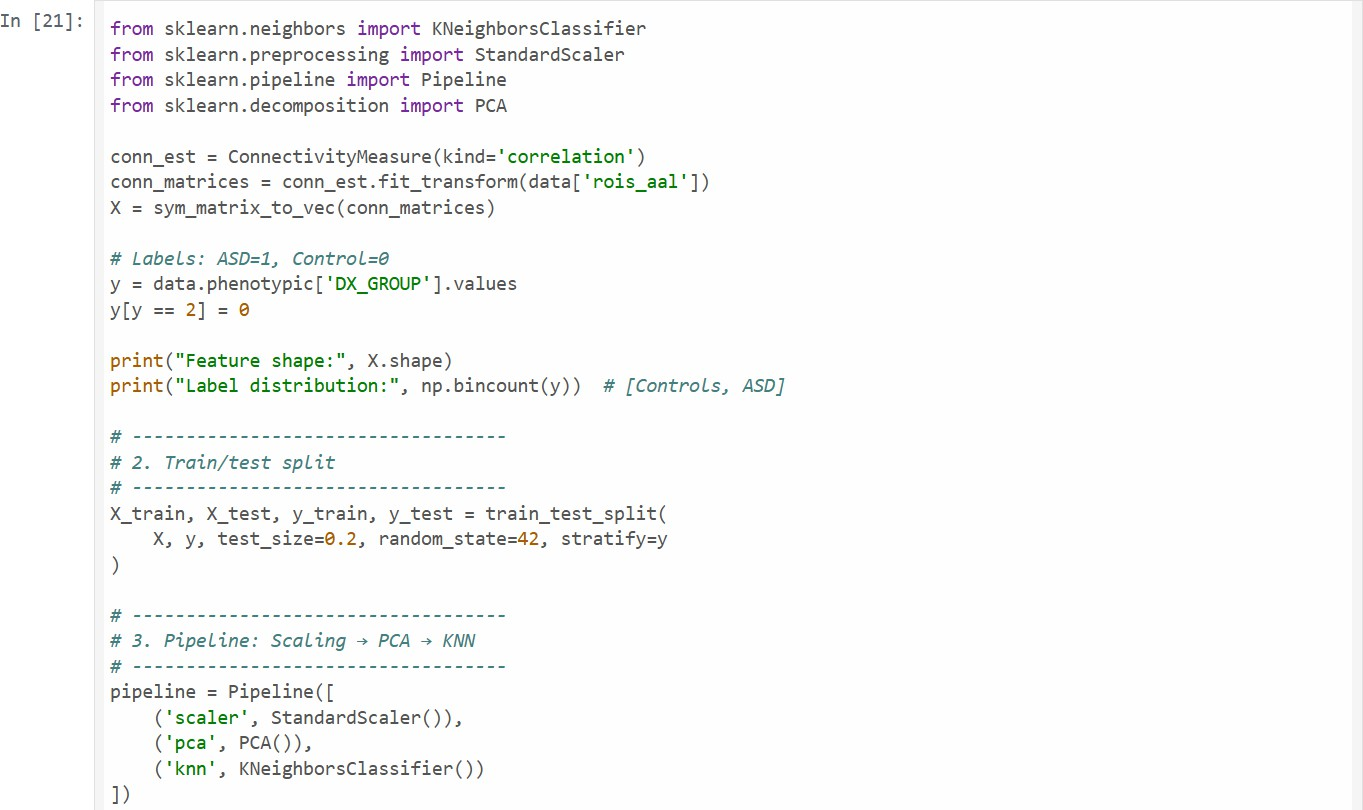 In [21]:
from sklearn.neighbors import KNeighborsClassifier
from sklearn.preprocessing import StandardScaler
from sklearn.pipeline import Pipeline
from sklearn.decomposition import PCA

conn_est = ConnectivityMeasure(kind='correlation')
conn_matrices = conn_est.fit_transform(data['rois_aal'])
X = sym_matrix_to_vec(conn_matrices)

# Labels: ASD=1, Control=0
y = data.phenotypic['DX_GROUP'].values
y[y == 2] = 0

print("Feature shape:", X.shape)
print("Label distribution:", np.bincount(y))  # [Controls, ASD]

# -----------------------------------
# 2. Train/test split
# -----------------------------------
X_train, X_test, y_train, y_test = train_test_split(
    X, y, test_size=0.2, random_state=42, stratify=y
)

# -----------------------------------
# 3. Pipeline: Scaling → PCA → KNN
# -----------------------------------
pipeline = Pipeline([
    ('scaler', StandardScaler()),
    ('pca', PCA()),
    ('knn', KNeighborsClassifier())
])